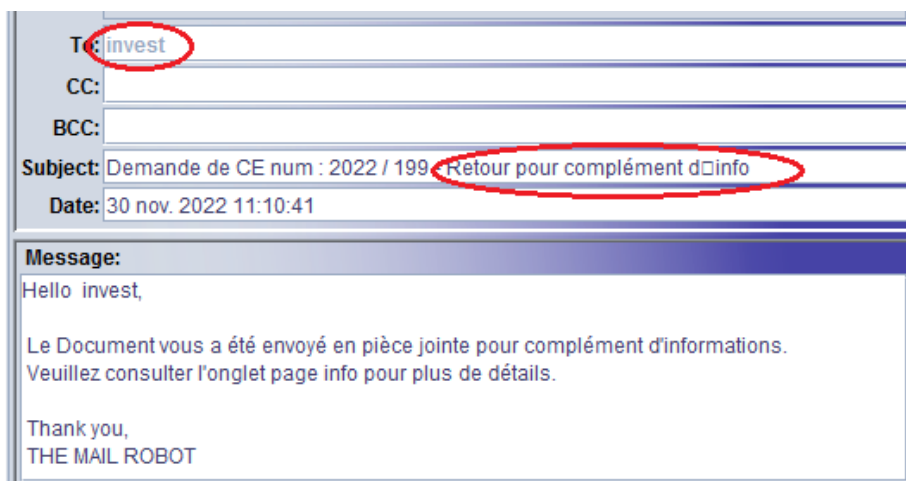 To: invest
CC:
BCC:
Subject: Demande de CE num : 2022 / 199 - Retour pour complément d□info
Date: 30 nov. 2022 11:10:41
Message:
Hello invest,
Le Document vous a été envoyé en pièce jointe pour complément d'informations.
Veuillez consulter l'onglet page info pour plus de détails.
Thank you,
THE MAIL ROBOT